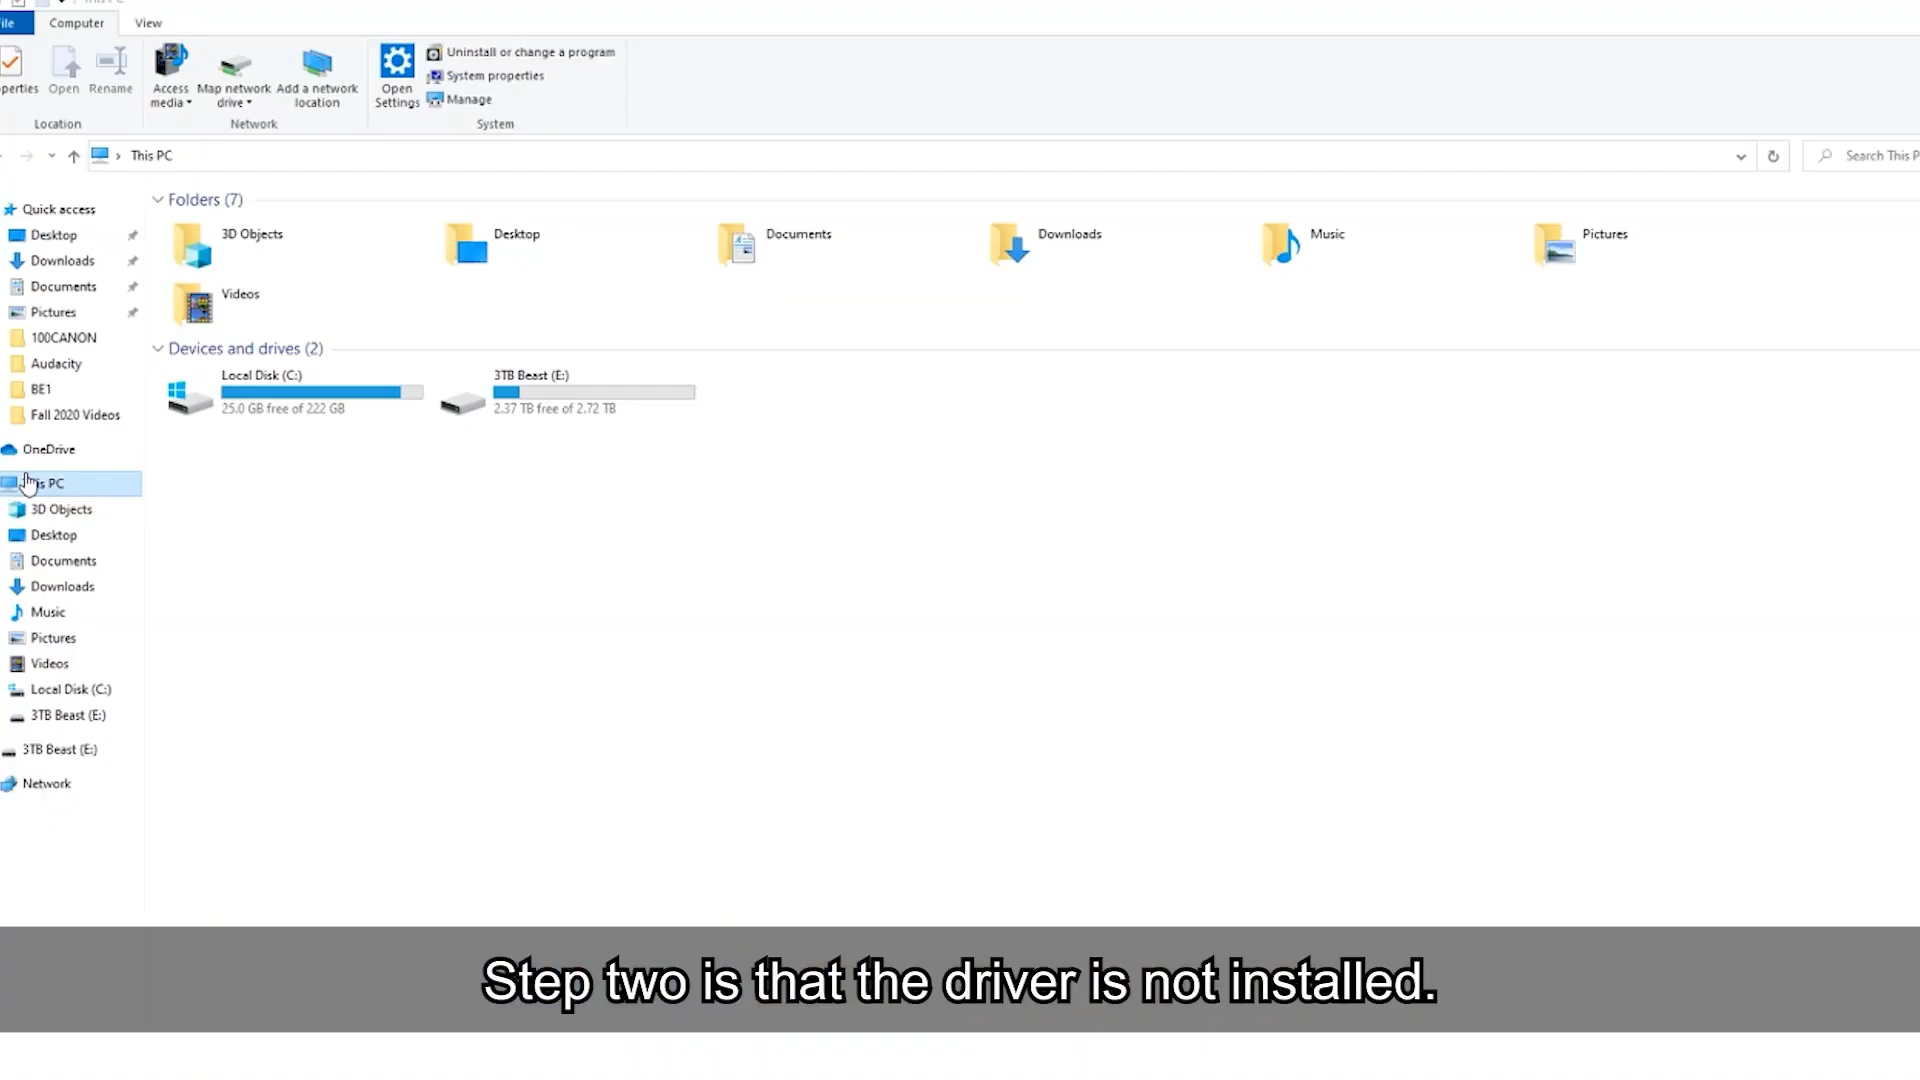 File
Computer
View
Properties
Open
Rename
Access media
Map network drive
Add a network location
Open Settings
Uninstall or change a program
System properties
Manage
Location
Network
System
This PC
Search This P
Quick access
Desktop
Downloads
Documents
Pictures
100CANON
Audacity
BE1
Fall 2020 Videos
OneDrive
This PC
3D Objects
Desktop
Documents
Downloads
Music
Pictures
Videos
Local Disk (C:)
3TB Beast (E:)
3TB Beast (E:)
Network
Folders (7)
3D Objects
Desktop
Documents
Downloads
Music
Pictures
Videos
Devices and drives (2)
Local Disk (C:)
25.0 GB free of 222 GB
3TB Beast (E:)
2.37 TB free of 2.72 TB
Step two is that the driver is not installed.